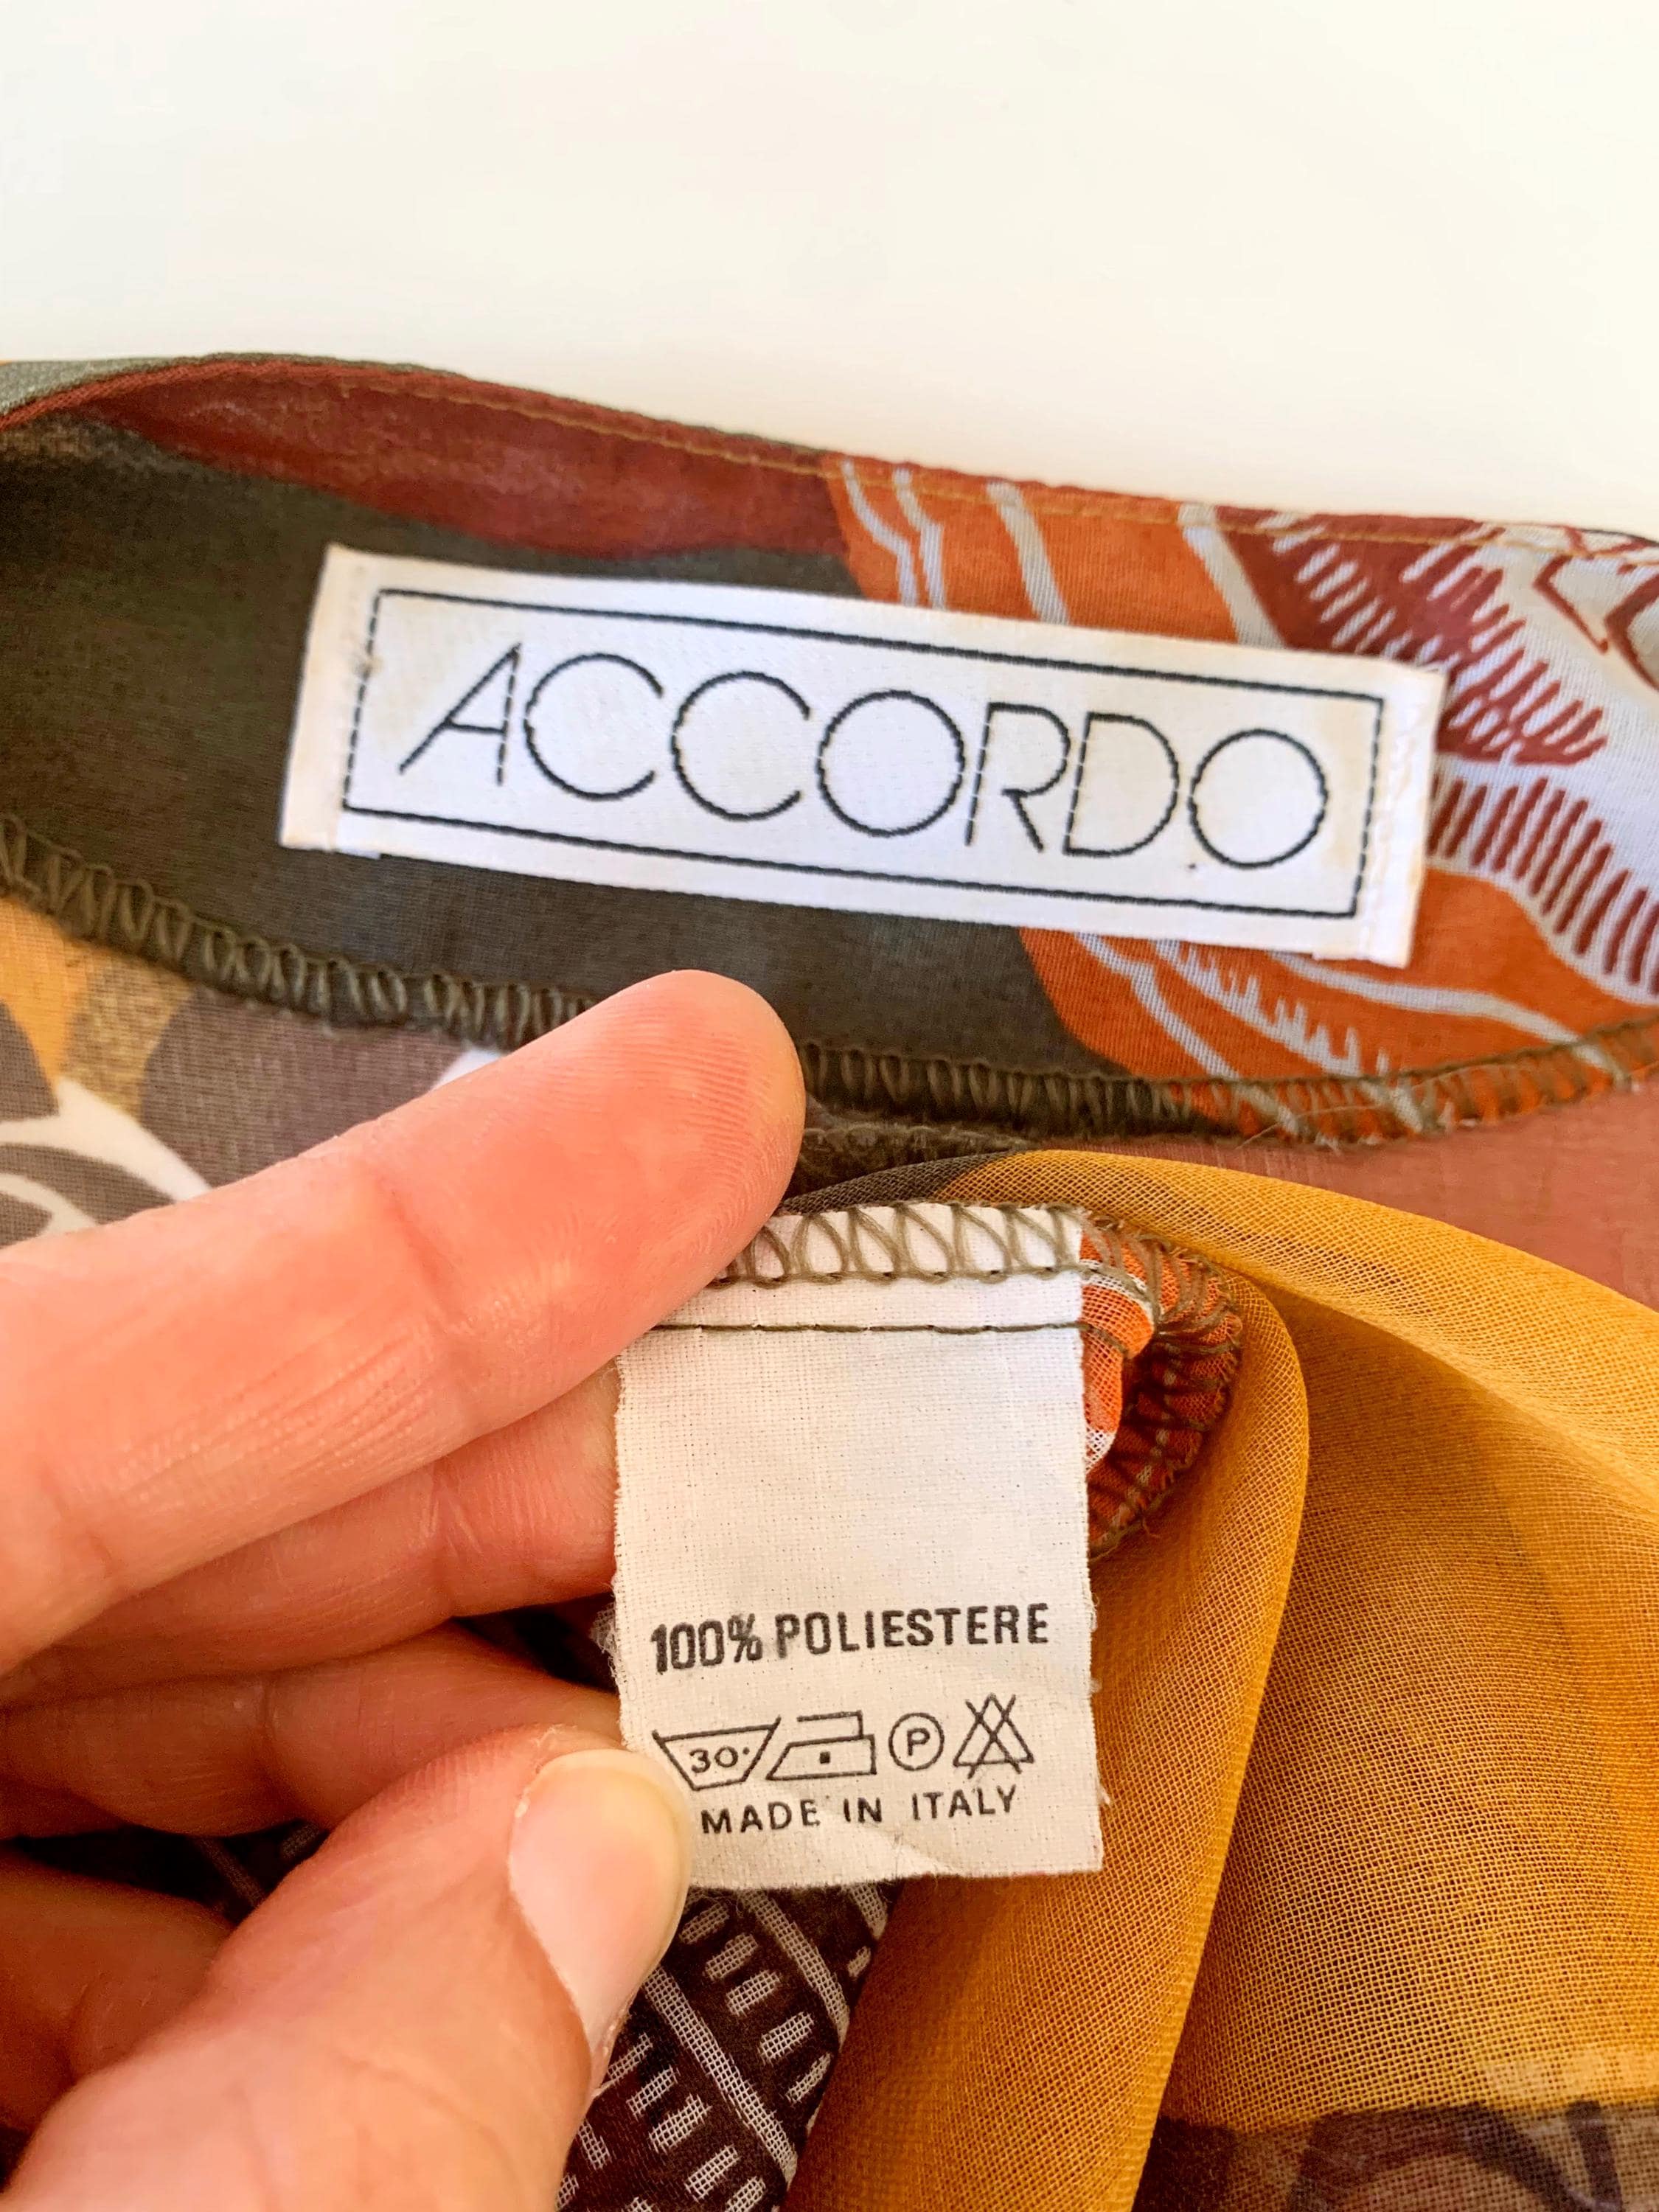 ACCORDO
100% POLIESTERE
30° P
MADE IN ITALY